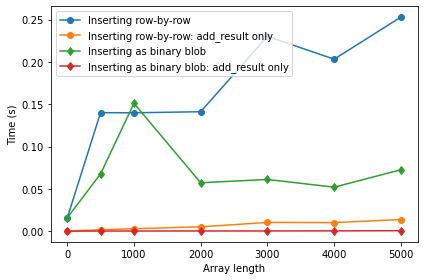 0.25
0.20
0.15
0.10
0.05
0.00
Time (s)
Inserting row-by-row
Inserting row-by-row: add_result only
Inserting as binary blob
Inserting as binary blob: add_result only
0 1000 2000 3000 4000 5000
Array length